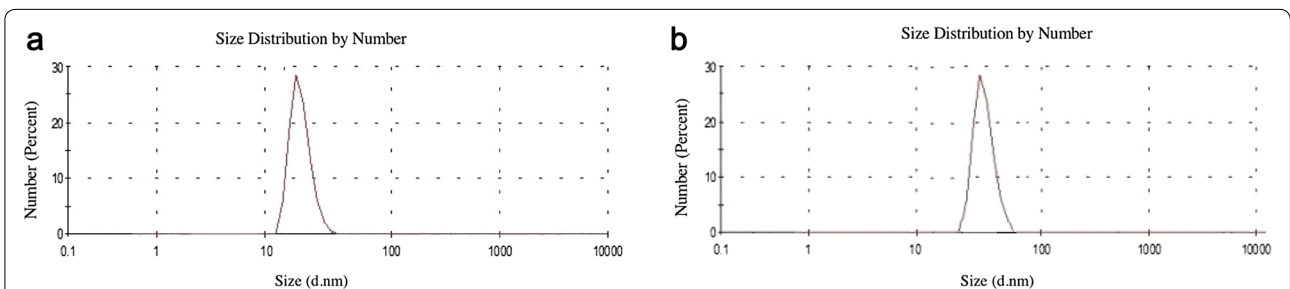 a
Size Distribution by Number
Number (Percent)
30
20
10
0
0.1 1 10 100 1000 10000
Size (d.nm)
b
Size Distribution by Number
Number (Percent)
30
20
10
0
0.1 1 10 100 1000 10000
Size (d.nm)